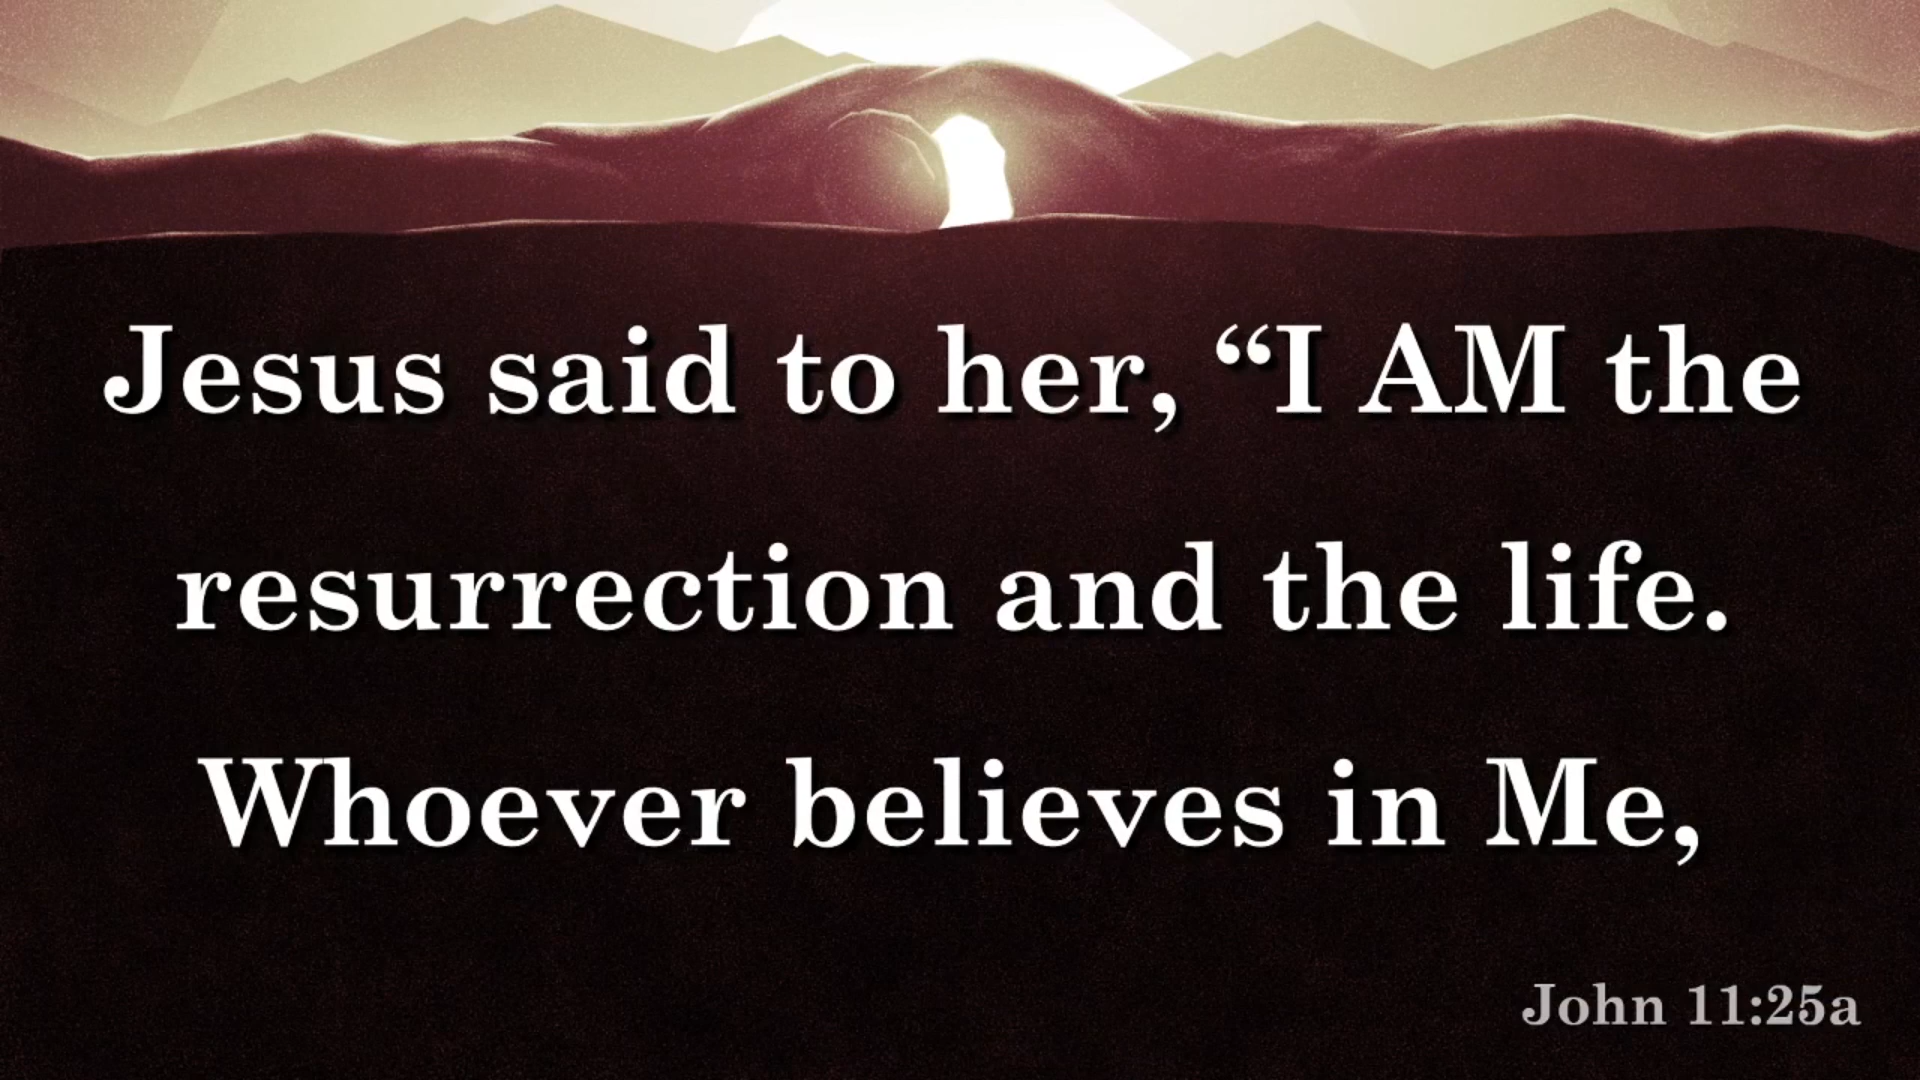 Jesus said to her, “I AM the
resurrection and the life.
Whoever believes in Me,
John 11:25a